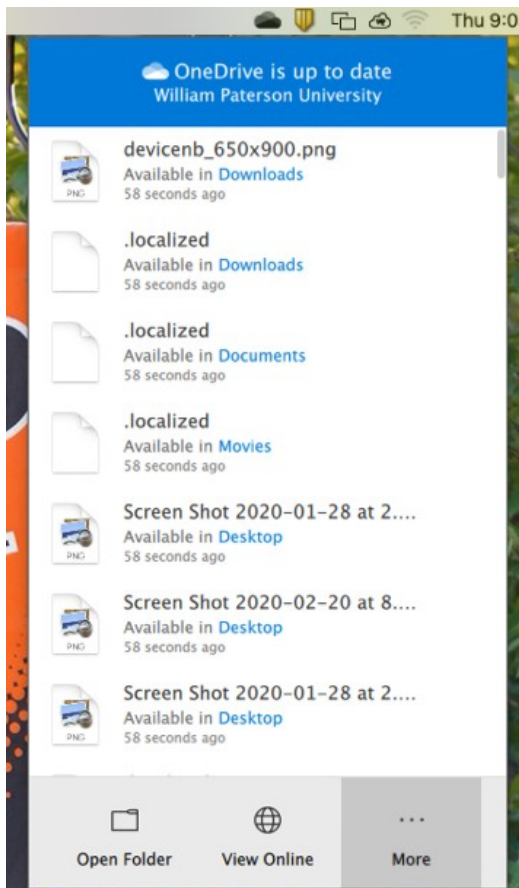 Thu 9:0
OneDrive is up to date
William Paterson University
devicenb_650x900.png
Available in Downloads
58 seconds ago
PNG
.localized
Available in Downloads
58 seconds ago
.localized
Available in Documents
58 seconds ago
.localized
Available in Movies
58 seconds ago
Screen Shot 2020-01-28 at 2....
Available in Desktop
58 seconds ago
PNG
Screen Shot 2020-02-20 at 8....
Available in Desktop
58 seconds ago
PNG
Screen Shot 2020-01-28 at 2....
Available in Desktop
58 seconds ago
PNG
Open Folder
View Online
More